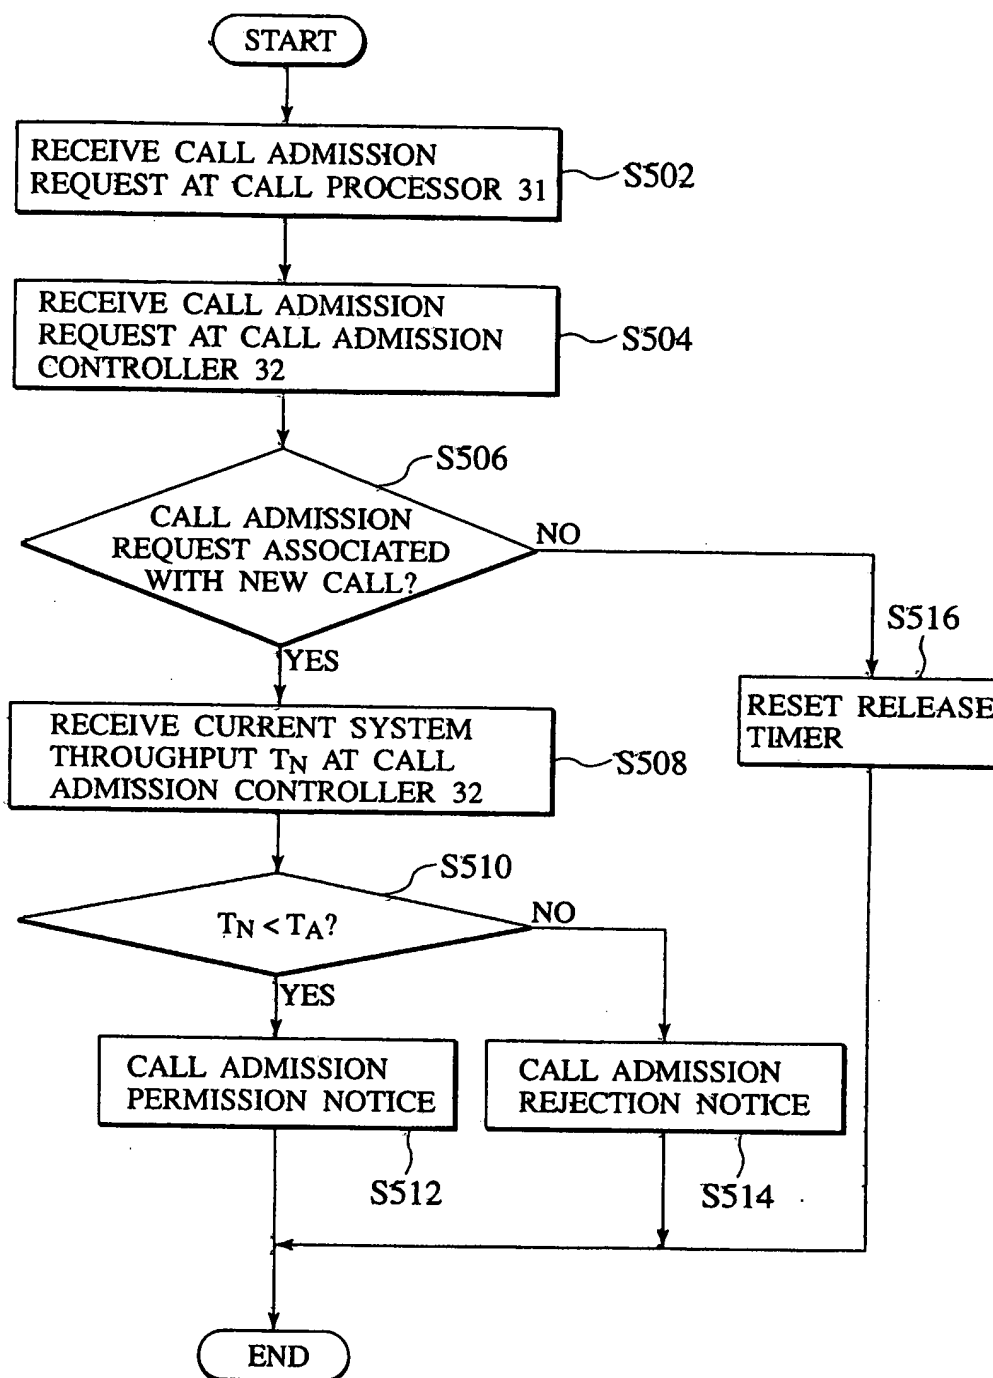 START
RECEIVE CALL ADMISSION
REQUEST AT CALL PROCESSOR 31
S502
RECEIVE CALL ADMISSION
REQUEST AT CALL ADMISSION
CONTROLLER 32
S504
S506
CALL ADMISSION
REQUEST ASSOCIATED
WITH NEW CALL?
NO
YES
S516
RESET RELEASE
TIMER
RECEIVE CURRENT SYSTEM
THROUGHPUT TN AT CALL
ADMISSION CONTROLLER 32
S508
S510
TN < TA?
NO
YES
CALL ADMISSION
PERMISSION NOTICE
S512
CALL ADMISSION
REJECTION NOTICE
S514
END